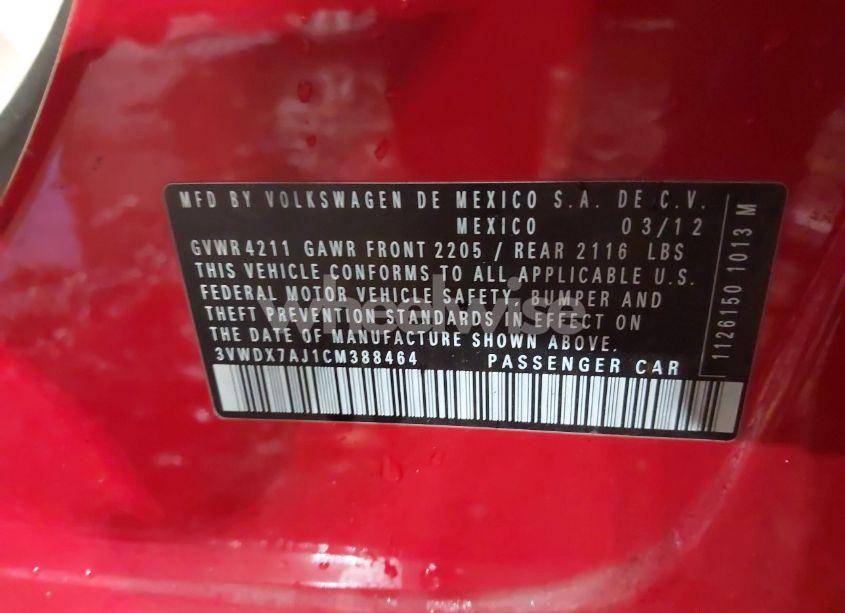 MFD BY VOLKSWAGEN DE MEXICO S.A. DE C.V.
MEXICO 03/12
GVWR 4211 GAWR FRONT 2205 / REAR 2116 LBS
THIS VEHICLE CONFORMS TO ALL APPLICABLE U.S.
FEDERAL MOTOR VEHICLE SAFETY, BUMPER AND
THEFT PREVENTION STANDARDS IN EFFECT ON
THE DATE OF MANUFACTURE SHOWN ABOVE.
3VWDX7AJ1CM388464 PASSENGER CAR
1126150 1013 M
wheelwise